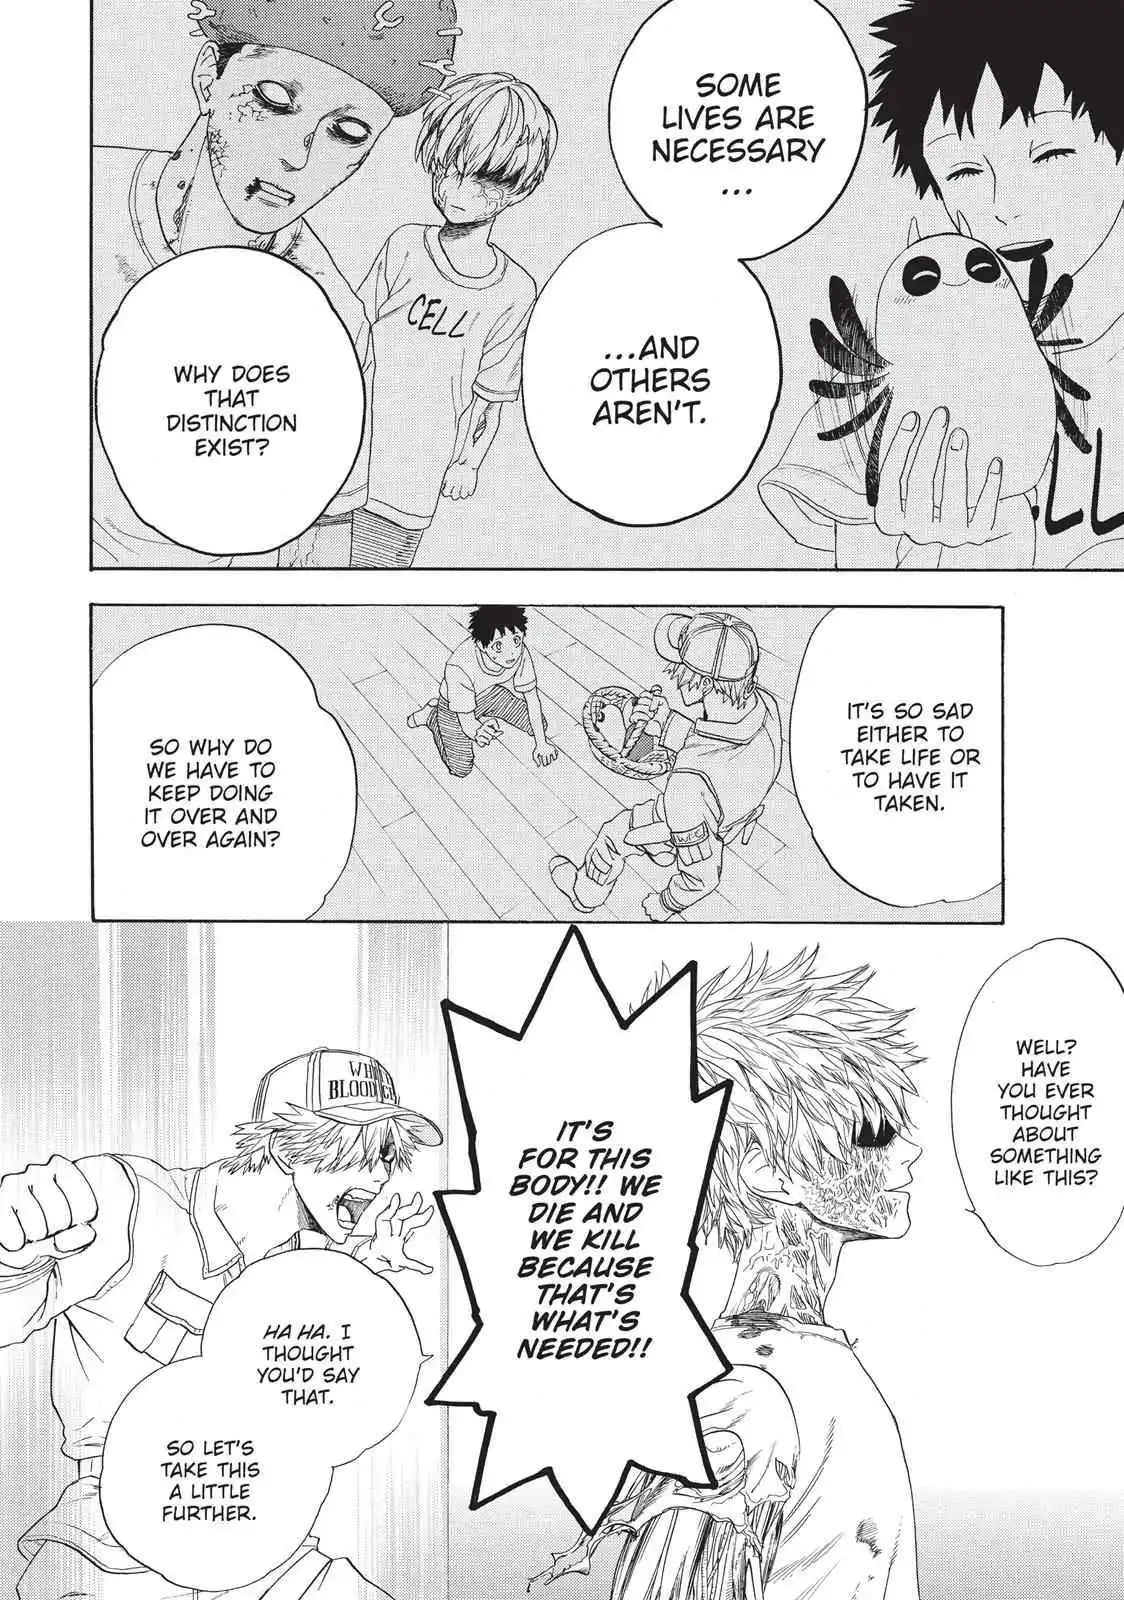 SOME
LIVES ARE
NECESSARY
...
...AND
OTHERS
AREN'T.
LL
CELL
WHY DOES
THAT
DISTINCTION
EXIST?
IT'S SO SAD
EITHER TO
TAKE LIFE OR
TO HAVE IT
TAKEN.
W.B.C
SO WHY DO
WE HAVE TO
KEEP DOING
IT OVER AND
OVER AGAIN?
WELL?
HAVE
YOU EVER
THOUGHT
ABOUT
SOMETHING
LIKE THIS?
IT'S
FOR THIS
BODY!! WE
DIE AND
WE KILL
BECAUSE
THAT'S
WHAT'S
NEEDED!!
WH
BLOOD CE
HA HA. I
THOUGHT
YOU'D SAY
THAT.
SO LET'S
TAKE THIS
A LITTLE
FURTHER.